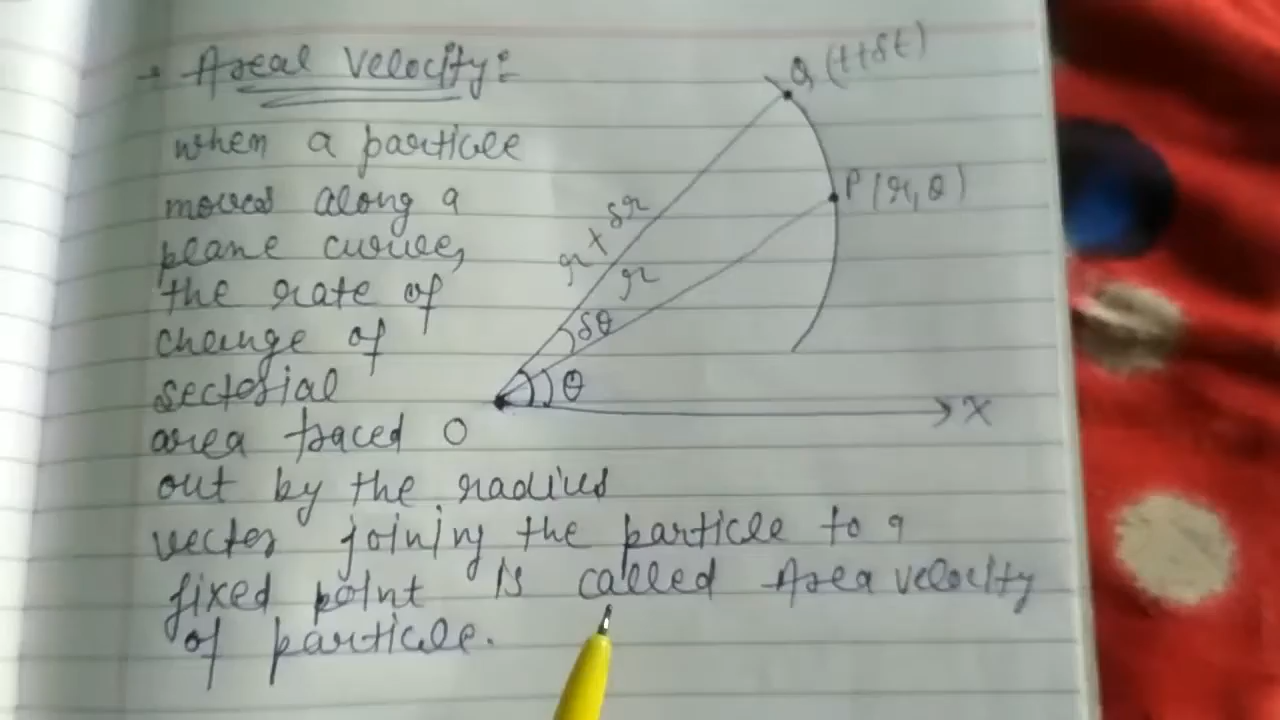 → Areal Velocity:
when a particle
moves along a
plane curve,
the rate of
change of
sectorial
area traced
out by the radius
vector joining the particle to a
fixed point is called Area velocity
of particle.
Q (t+δt)
P (r, θ)
r + δr
r
δθ
θ
X
O